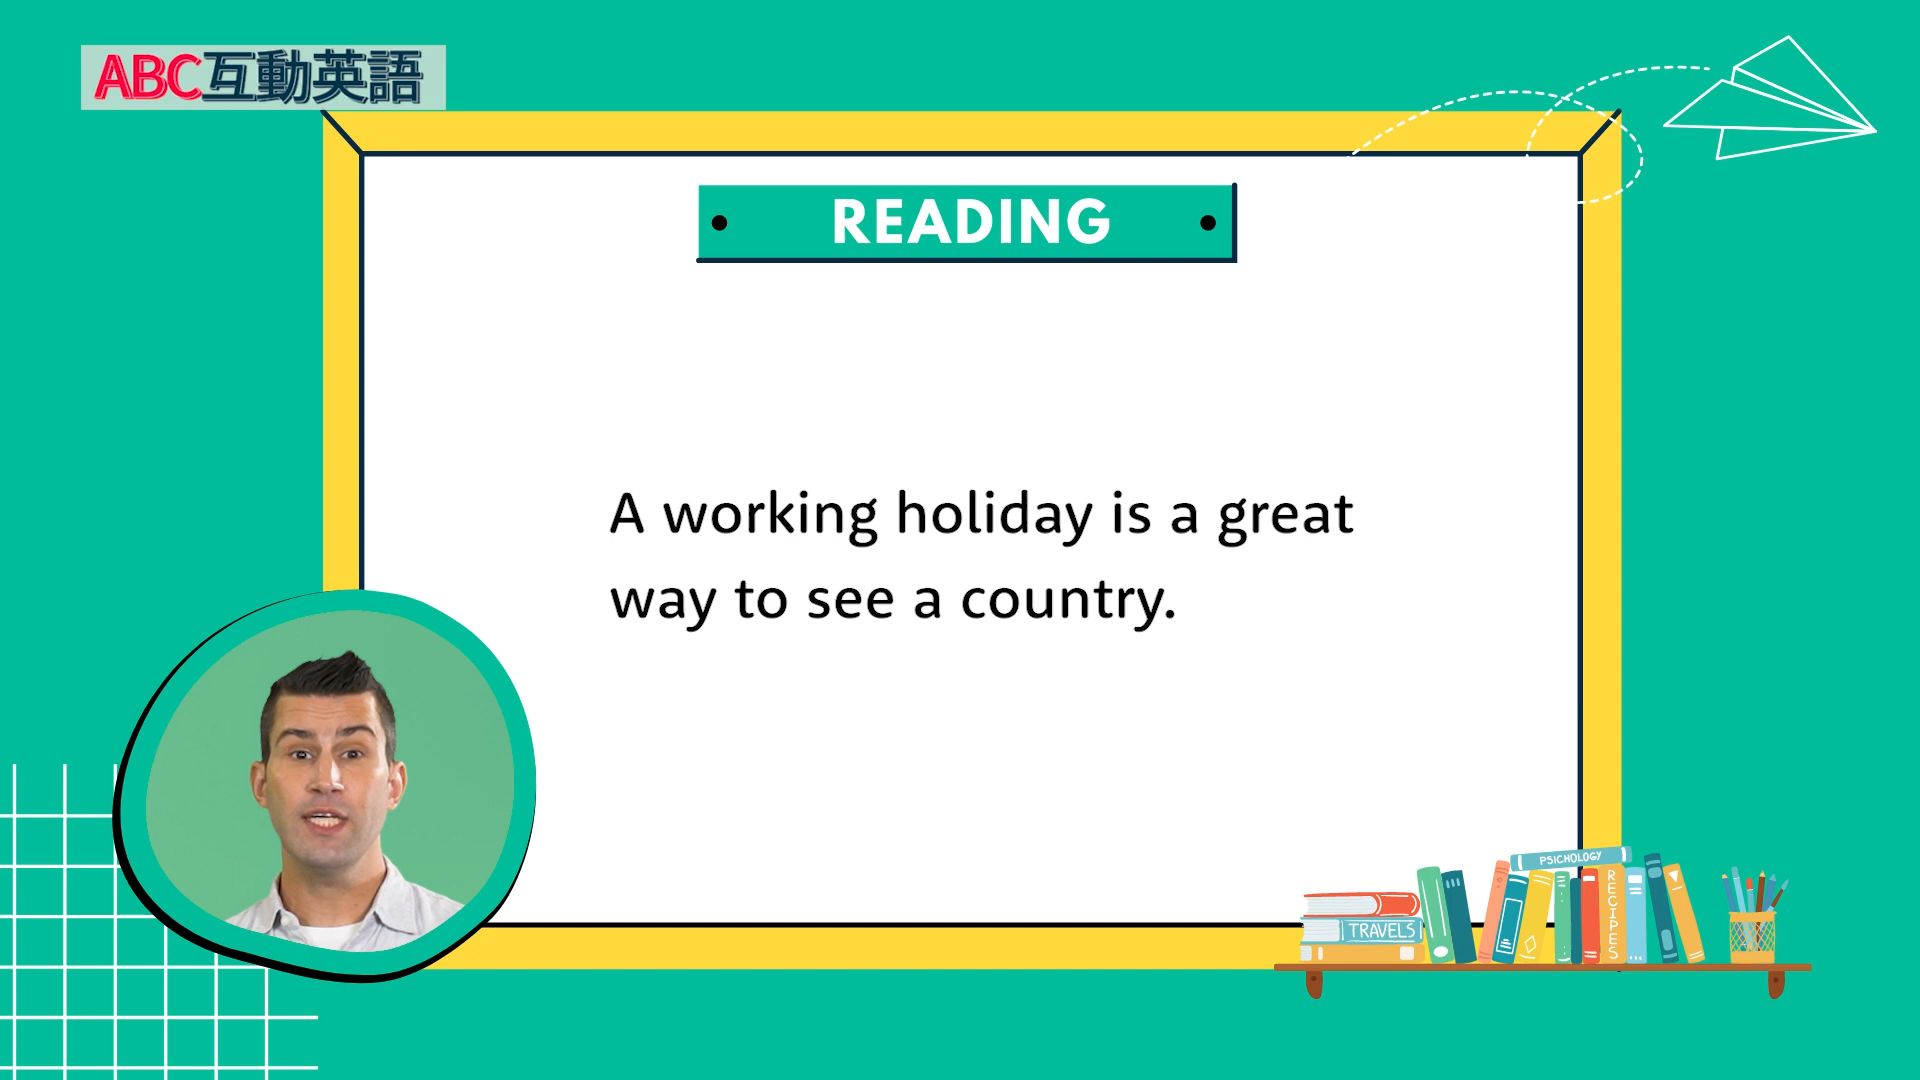 ABC互動英語
READING
A working holiday is a great
way to see a country.
PSICHOLOGY
TRAVELS
RECIPES